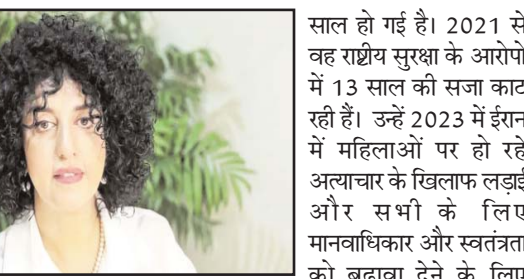 साल हो गई है। 2021 से
वह राष्टीय सुरक्षा के आरोपो
में 13 साल की सजा काट
रही हैं। उन्हें 2023 में ईरान
में महिलाओं पर हो रहे
अत्याचार के खिलाफ लड़ाई
और सभी के लिए
मानवाधिकार और स्वतंत्रता
को बढ़ावा देने के लिए